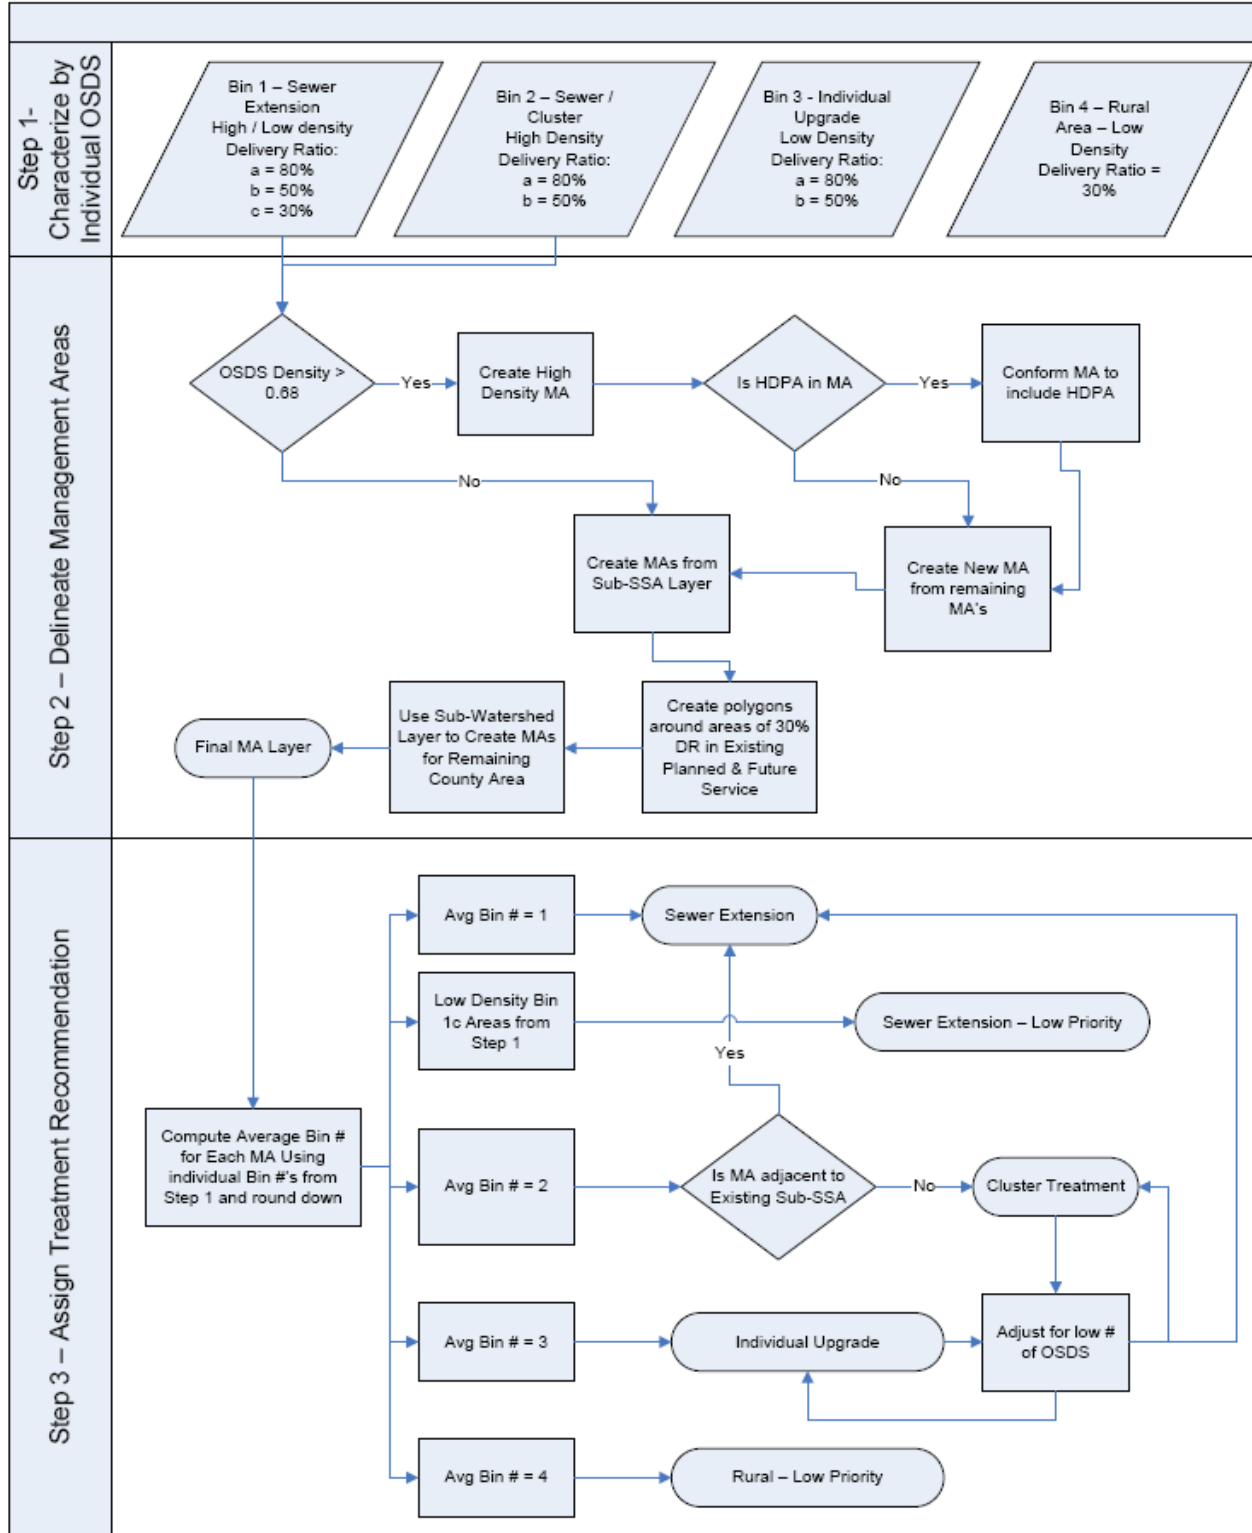 Step 1-
Characterize by
Individual OSDS
Bin 1 – Sewer
Extension
High / Low density
Delivery Ratio:
a = 80%
b = 50%
c = 30%
Bin 2 – Sewer /
Cluster
High Density
Delivery Ratio:
a = 80%
b = 50%
Bin 3 - Individual
Upgrade
Low Density
Delivery Ratio:
a = 80%
b = 50%
Bin 4 – Rural
Area – Low
Density
Delivery Ratio =
30%
Step 2 – Delineate Management Areas
OSDS Density >
0.68
Yes
Create High
Density MA
Is HDPA in MA
Yes
Conform MA to
include HDPA
No
No
Create MAs from
Sub-SSA Layer
Create New MA
from remaining
MA's
Final MA Layer
Use Sub-Watershed
Layer to Create MAs
for Remaining
County Area
Create polygons
around areas of 30%
DR in Existing
Planned & Future
Service
Step 3 – Assign Treatment Recommendation
Avg Bin # = 1
Sewer Extension
Low Density Bin
1c Areas from
Step 1
Sewer Extension – Low Priority
Yes
Compute Average Bin #
for Each MA Using
individual Bin #'s from
Step 1 and round down
Avg Bin # = 2
Is MA adjacent to
Existing Sub-SSA
No
Cluster Treatment
Avg Bin # = 3
Individual Upgrade
Adjust for low #
of OSDS
Avg Bin # = 4
Rural – Low Priority